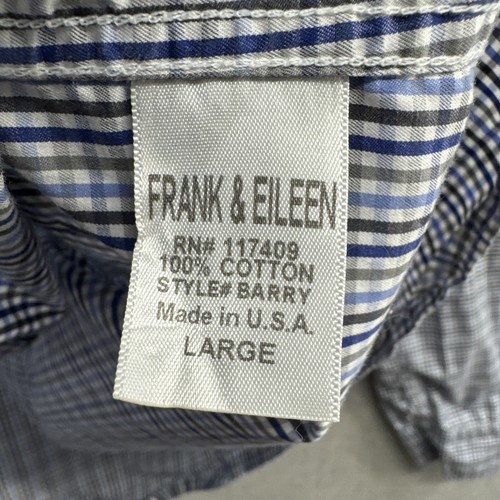 FRANK & EILEEN
RN# 117409
100% COTTON
STYLE# BARRY
Made in U.S.A.
LARGE